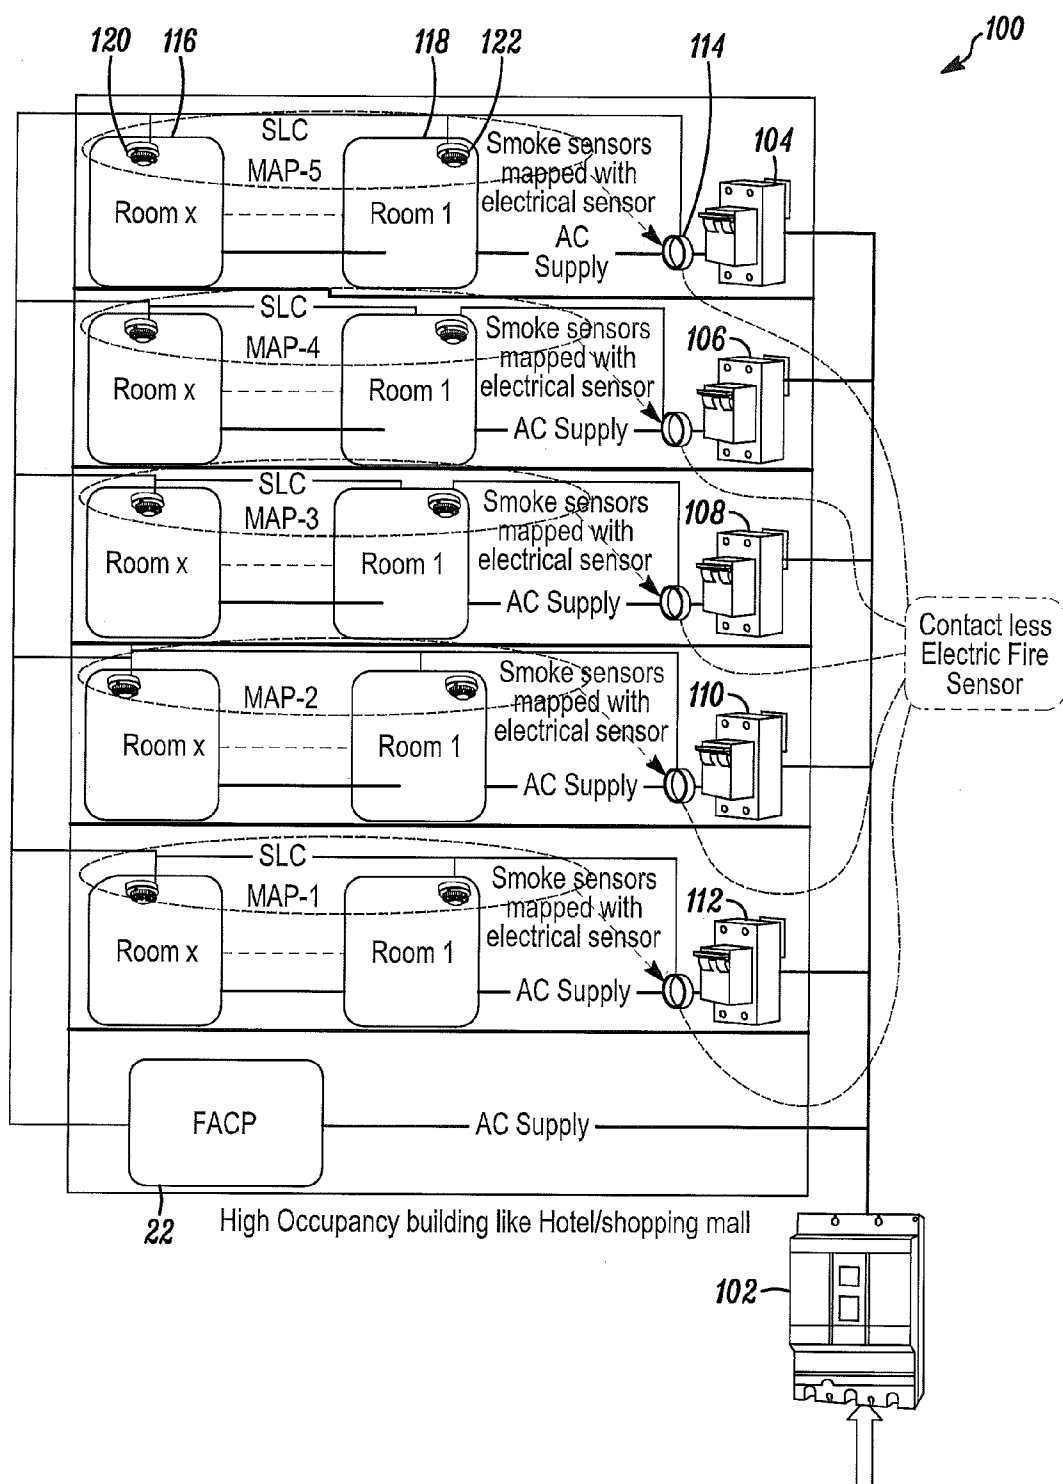 100
120 116 118 122 114
SLC
MAP-5
Smoke sensors
mapped with
electrical sensor
104
Room x
Room 1
AC
Supply
SLC
MAP-4
Smoke sensors
mapped with
electrical sensor
106
Room x
Room 1
AC Supply
SLC
MAP-3
Smoke sensors
mapped with
electrical sensor
108
Room x
Room 1
AC Supply
Contact less
Electric Fire
Sensor
MAP-2
Smoke sensors
mapped with
electrical sensor
110
Room x
Room 1
AC Supply
SLC
MAP-1
Smoke sensors
mapped with
electrical sensor
112
Room x
Room 1
AC Supply
FACP
AC Supply
22
High Occupancy building like Hotel/shopping mall
102